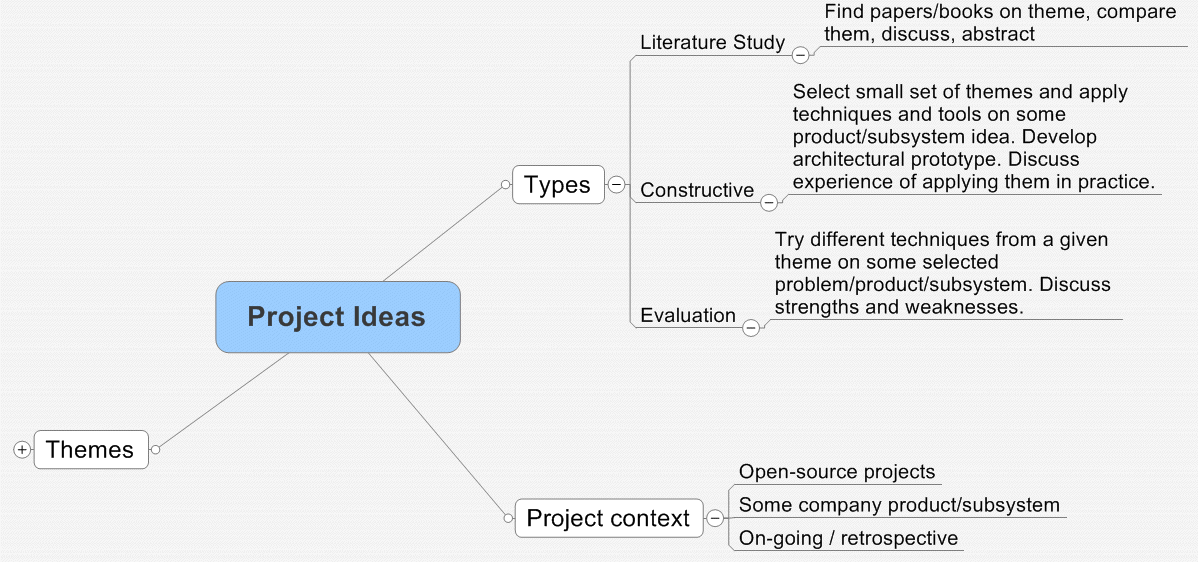 Project Ideas
Types
Literature Study
Find papers/books on theme, compare
them, discuss, abstract
Constructive
Select small set of themes and apply
techniques and tools on some
product/subsystem idea. Develop
architectural prototype. Discuss
experience of applying them in practice.
Evaluation
Try different techniques from a given
theme on some selected
problem/product/subsystem. Discuss
strengths and weaknesses.
Themes
Project context
Open-source projects
Some company product/subsystem
On-going / retrospective